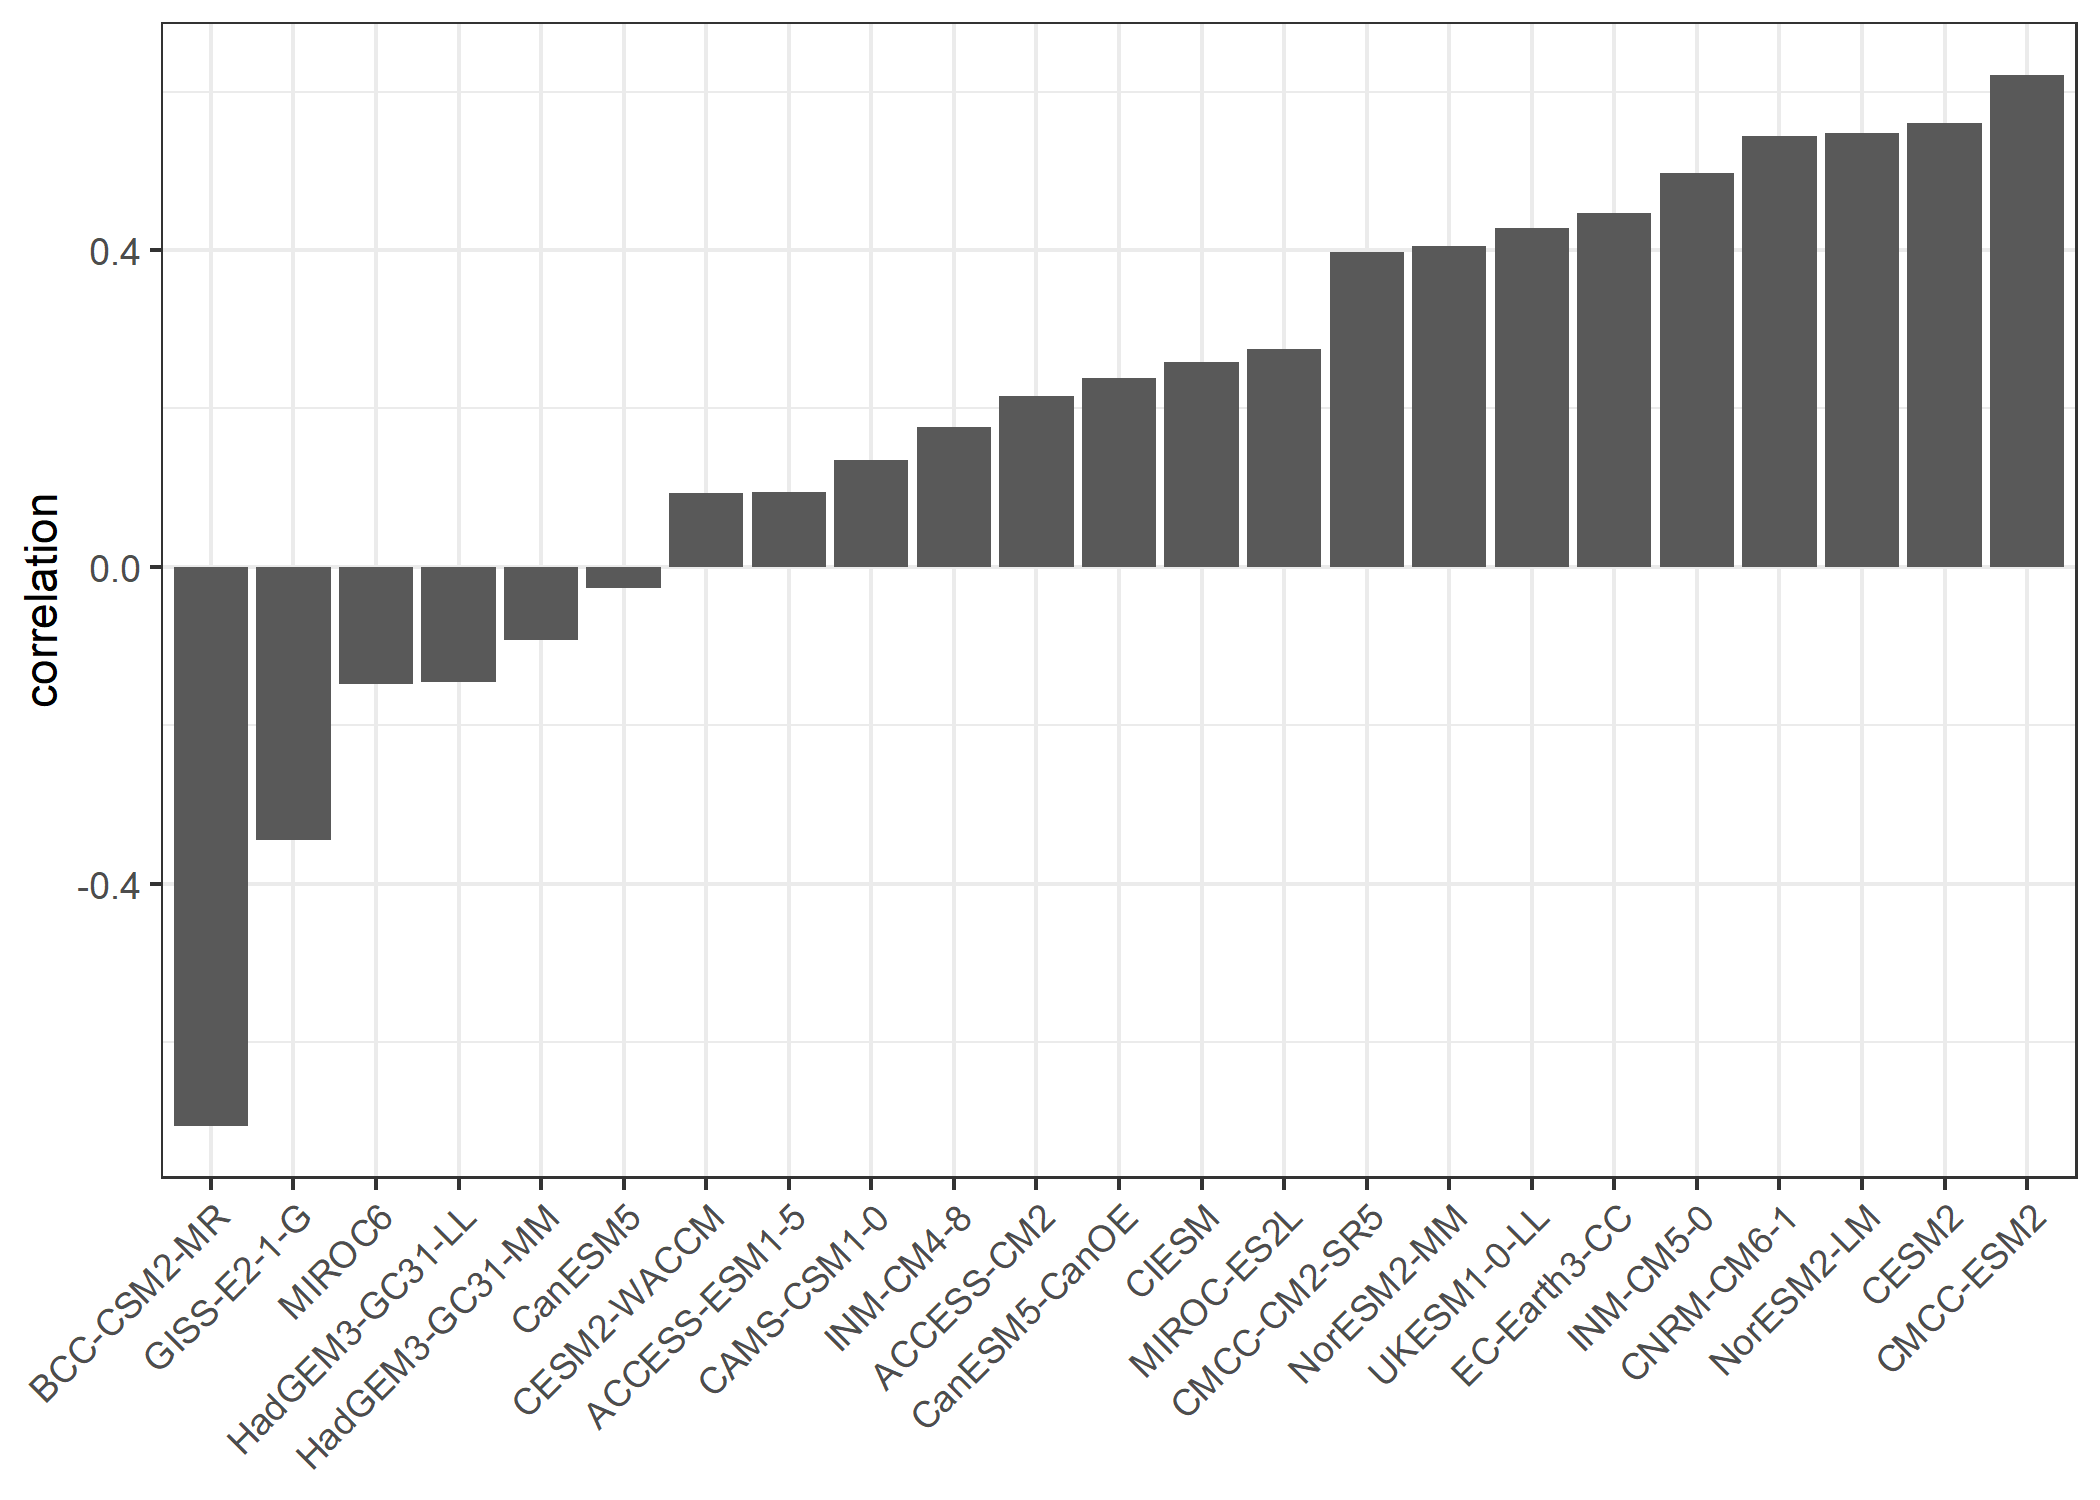 correlation
0.4
0.0
-0.4
BCC-CSM2-MR
GISS-E2-1-G
MIROC6
HadGEM3-GC31-LL
HadGEM3-GC31-MM
CanESM5
CESM2-WACCM
ACCESS-ESM1-5
CAMS-CSM1-0
INM-CM4-8
ACCESS-CM2
CanESM5-CanOE
CIESM
MIROC-ES2L
CMCC-CM2-SR5
NorESM2-MM
UKESM1-0-LL
EC-Earth3-CC
INM-CM5-0
CNRM-CM6-1
NorESM2-LM
CESM2
CMCC-ESM2